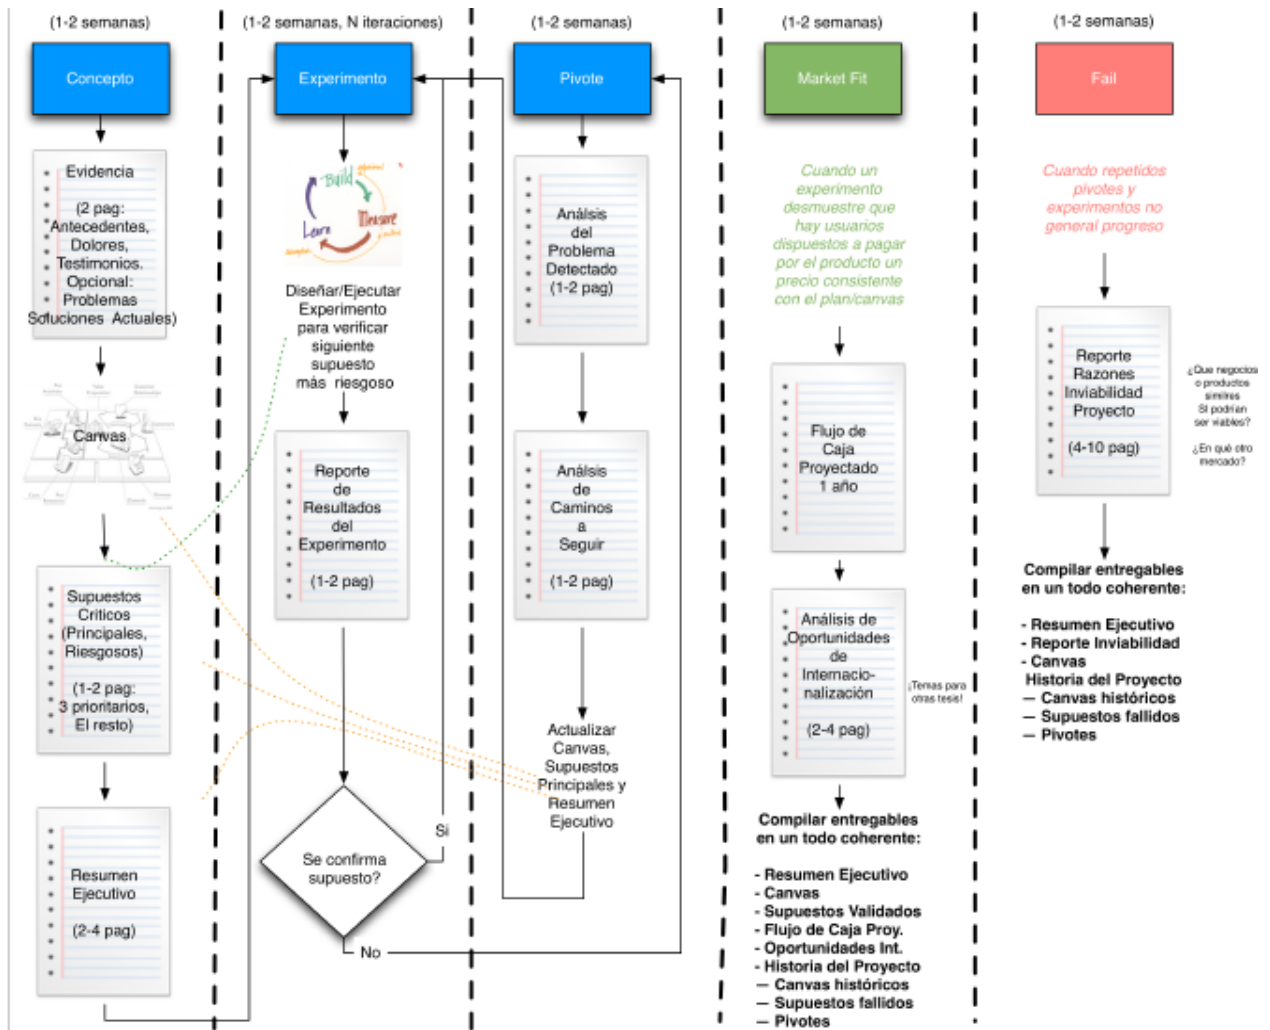 (1-2 semanas)
Concepto
Evidencia
(2 pag:
Antecedentes,
Dolores,
Testimonios.
Opcional:
Problemas
Soluciones Actuales)
Canvas
Supuestos
Criticos
(Principales,
Riesgosos)
(1-2 pag:
3 prioritarios,
El resto)
Resumen
Ejecutivo
(2-4 pag)
(1-2 semanas, N iteraciones)
Experimento
Build
Measure
Learn
Diseñar/Ejecutar
Experimento
para verificar
siguiente
supuesto
más riesgoso
Reporte
de
Resultados
del
Experimento
(1-2 pag)
Se confirma
supuesto?
Si
No
(1-2 semanas)
Pivote
Análsis
del
Problema
Detectado
(1-2 pag)
Análsis
de
Caminos
a
Seguir
(1-2 pag)
Actualizar
Canvas,
Supuestos
Principales y
Resumen
Ejecutivo
(1-2 semanas)
Market Fit
Cuando un
experimento
desmuestre que
hay usuarios
dispuestos a pagar
por el producto un
precio consistente
con el plan/canvas
Flujo de
Caja
Proyectado
1 año
Análisis de
Oportunidades
de
Internacio-
nalización
(2-4 pag)
¡Temas para
otras tesis!
Compilar entregables
en un todo coherente:
- Resumen Ejecutivo
- Canvas
- Supuestos Validados
- Flujo de Caja Proy.
- Oportunidades Int.
- Historia del Proyecto
— Canvas históricos
— Supuestos fallidos
— Pivotes
(1-2 semanas)
Fail
Cuando repetidos
pivotes y
experimentos no
general progreso
Reporte
Razones
Inviabilidad
Proyecto
(4-10 pag)
¿Que negocios
o productos
similres
SI podrían
ser viables?
¿En qué otro
mercado?
Compilar entregables
en un todo coherente:
- Resumen Ejecutivo
- Reporte Inviabilidad
- Canvas
Historia del Proyecto
— Canvas históricos
— Supuestos fallidos
— Pivotes